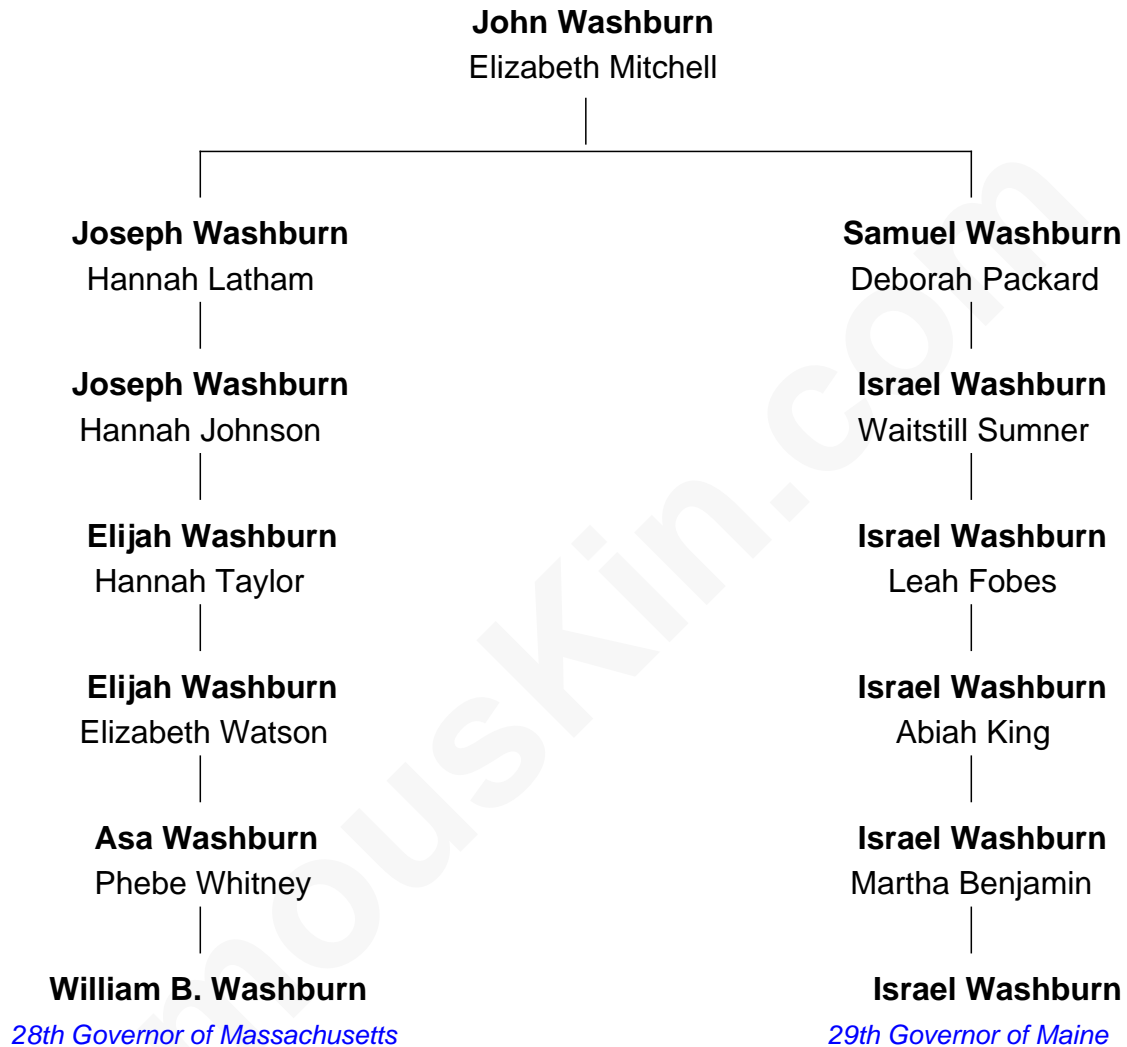 John Washburn
Elizabeth Mitchell
Joseph Washburn
Hannah Latham
Samuel Washburn
Deborah Packard
Joseph Washburn
Hannah Johnson
Israel Washburn
Waitstill Sumner
Elijah Washburn
Hannah Taylor
Israel Washburn
Leah Fobes
Elijah Washburn
Elizabeth Watson
Israel Washburn
Abiah King
Asa Washburn
Phebe Whitney
Israel Washburn
Martha Benjamin
William B. Washburn
28th Governor of Massachusetts
Israel Washburn
29th Governor of Maine
mousKin.com